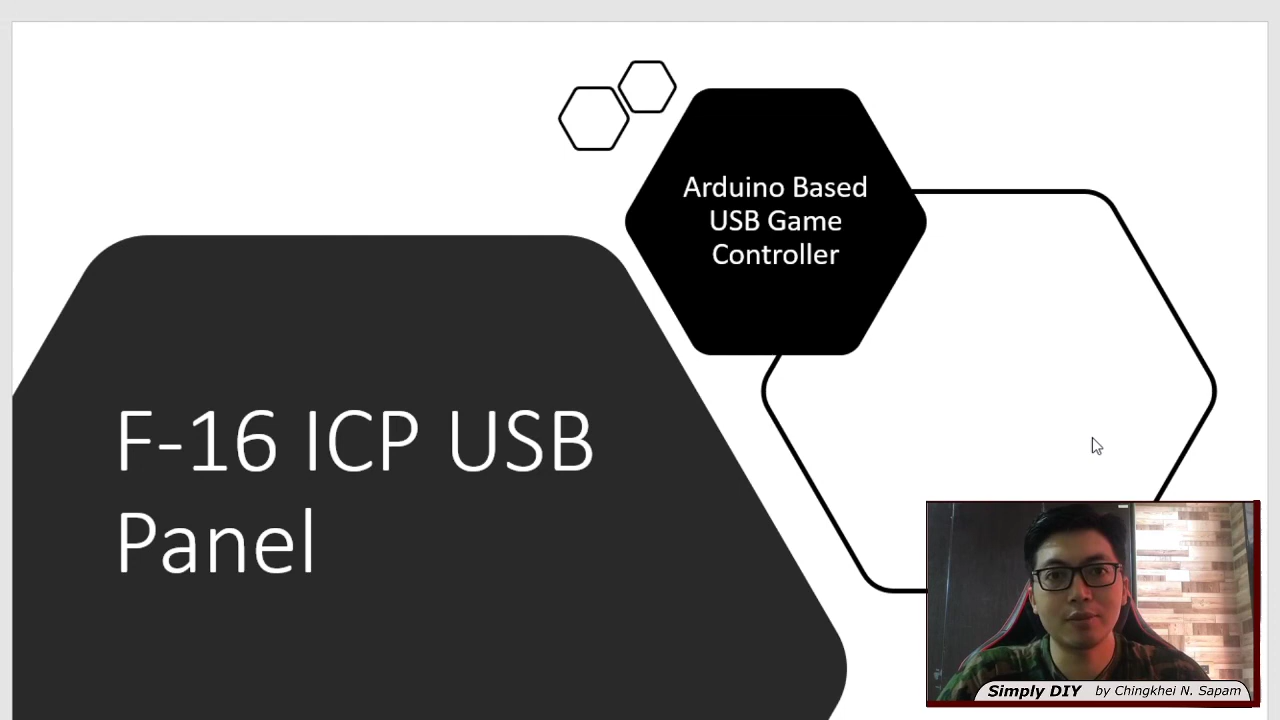 Arduino Based
USB Game
Controller
F-16 ICP USB
Panel
Simply DIY by Chingkhei N. Sapam